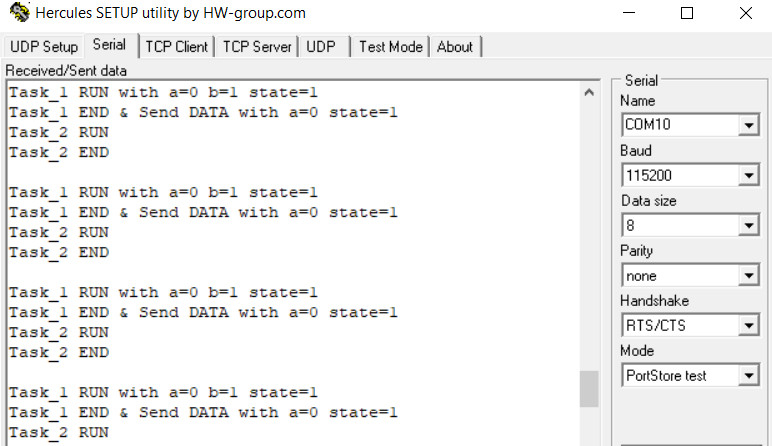 Hercules SETUP utility by HW-group.com
UDP Setup Serial TCP Client TCP Server UDP Test Mode About
Received/Sent data
Task_1 RUN with a=0 b=1 state=1
Task_1 END & Send DATA with a=0 state=1
Task_2 RUN
Task_2 END
Task_1 RUN with a=0 b=1 state=1
Task_1 END & Send DATA with a=0 state=1
Task_2 RUN
Task_2 END
Task_1 RUN with a=0 b=1 state=1
Task_1 END & Send DATA with a=0 state=1
Task_2 RUN
Task_2 END
Task_1 RUN with a=0 b=1 state=1
Task_1 END & Send DATA with a=0 state=1
Task_2 RUN
Serial
Name
COM10
Baud
115200
Data size
8
Parity
none
Handshake
RTS/CTS
Mode
PortStore test